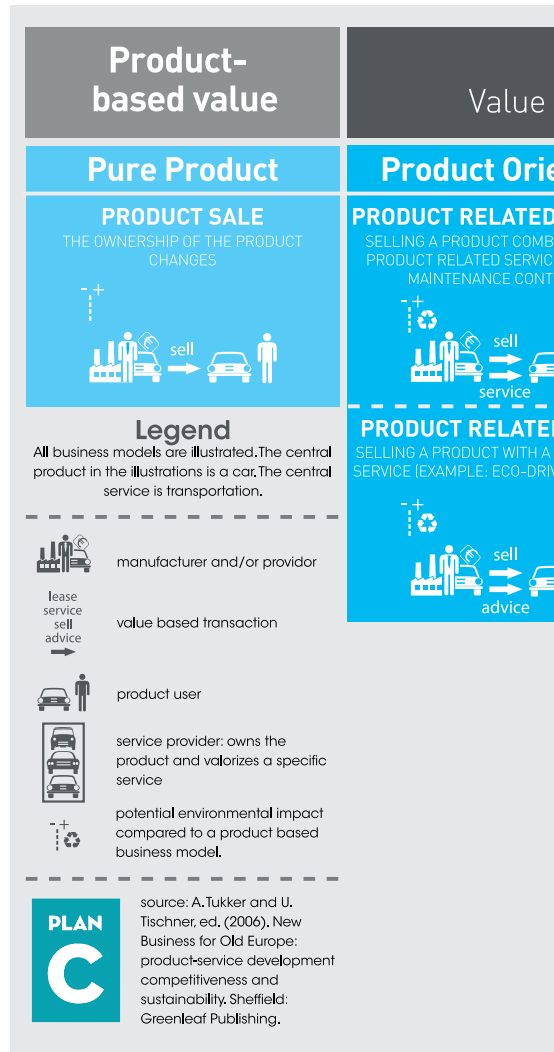 Product-
based value
Value
Pure Product
PRODUCT SALE
THE OWNERSHIP OF THE PRODUCT
CHANGES
- +
sell
Product Orie
PRODUCT RELATED
SELLING A PRODUCT COMB
PRODUCT RELATED SERVIC
MAINTENANCE CONT
- +
sell
service
PRODUCT RELATE
SELLING A PRODUCT WITH A
SERVICE (EXAMPLE: ECO-DRIV
- +
sell
advice
Legend
All business models are illustrated. The central
product in the illustrations is a car. The central
service is transportation.
manufacturer and/or providor
lease
service
sell
advice
value based transaction
product user
service provider: owns the
product and valorizes a specific
service
- +
potential environmental impact
compared to a product based
business model.
PLAN
C
source: A. Tukker and U.
Tischner, ed. (2006). New
Business for Old Europe:
product-service development
competitiveness and
sustainability. Sheffield:
Greenleaf Publishing.